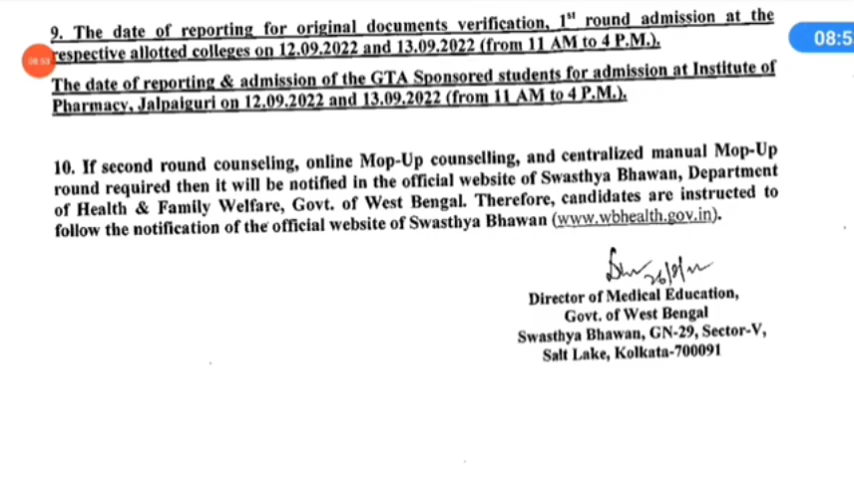 9. The date of reporting for original documents verification, 1st round admission at the
08:5
08:53
respective allotted colleges on 12.09.2022 and 13.09.2022 (from 11 AM to 4 P.M.).
The date of reporting & admission of the GTA Sponsored students for admission at Institute of
Pharmacy, Jalpaiguri on 12.09.2022 and 13.09.2022 (from 11 AM to 4 P.M.).
10. If second round counseling, online Mop-Up counselling, and centralized manual Mop-Up
round required then it will be notified in the official website of Swasthya Bhawan, Department
of Health & Family Welfare, Govt. of West Bengal. Therefore, candidates are instructed to
follow the notification of the official website of Swasthya Bhawan (www.wbhealth.gov.in).
Director of Medical Education,
Govt. of West Bengal
Swasthya Bhawan, GN-29, Sector-V,
Salt Lake, Kolkata-700091